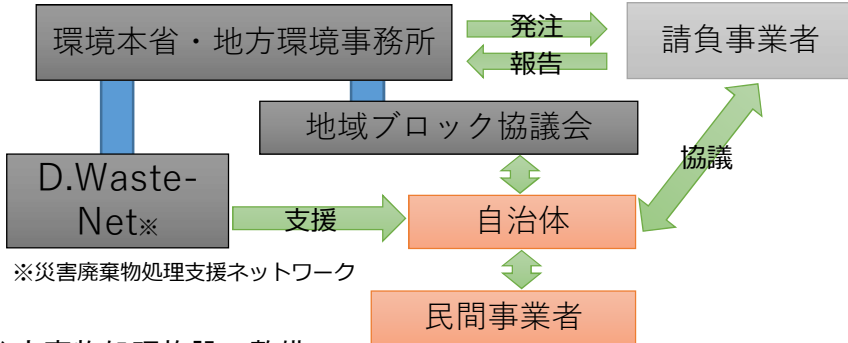 環境本省・地方環境事務所
発注
報告
請負事業者
地域ブロック協議会
協議
D.Waste-
Net※
支援
自治体
※災害廃棄物処理支援ネットワーク
民間事業者